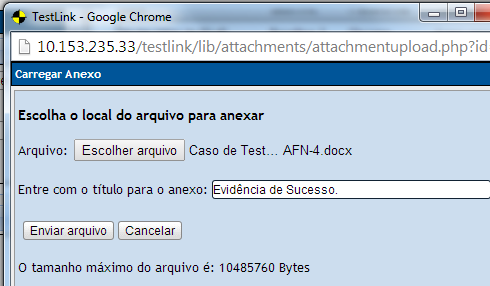 TestLink - Google Chrome
10.153.235.33/testlink/lib/attachments/attachmentupload.php?id
Carregar Anexo
Escolha o local do arquivo para anexar
Arquivo: Escolher arquivo Caso de Test... AFN-4.docx
Entre com o título para o anexo: Evidência de Sucesso.
Enviar arquivo Cancelar
O tamanho máximo do arquivo é: 10485760 Bytes